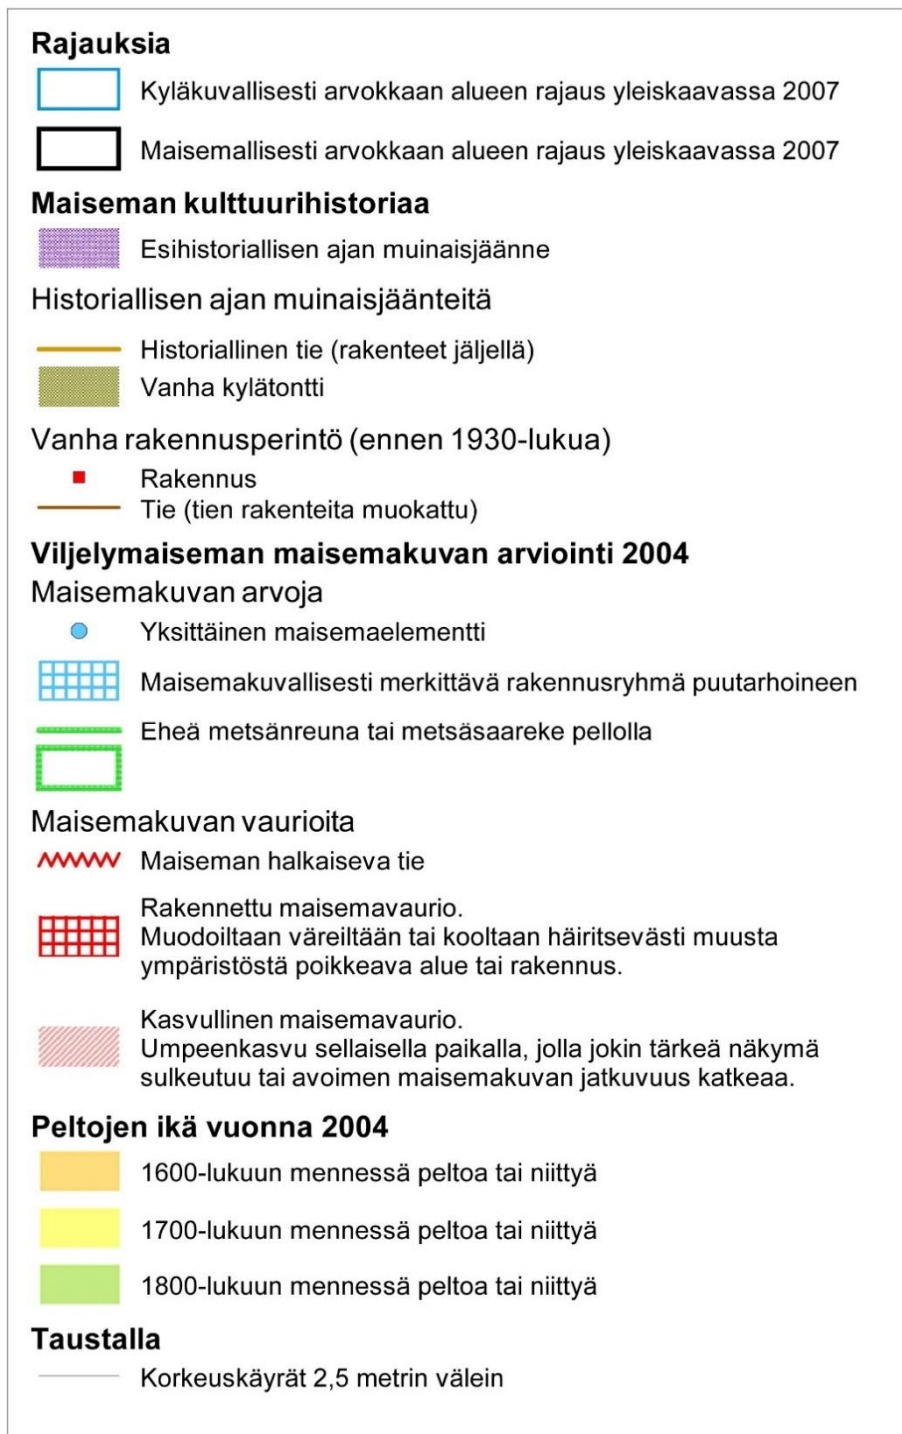 Rajauksia
Kyläkuvallisesti arvokkaan alueen rajaus yleiskaavassa 2007
Maisemallisesti arvokkaan alueen rajaus yleiskaavassa 2007
Maiseman kulttuurihistoriaa
Esihistoriallisen ajan muinaisjäänne
Historiallisen ajan muinaisjäänteitä
Historiallinen tie (rakenteet jäljellä)
Vanha kylätontti
Vanha rakennusperintö (ennen 1930-lukua)
Rakennus
Tie (tien rakenteita muokattu)
Viljelymaiseman maisemakuvan arviointi 2004
Maisemakuvan arvoja
Yksittäinen maisemaelementti
Maisemakuvallisesti merkittävä rakennusryhmä puutarhoineen
Eheä metsänreuna tai metsäsaareke pellolla
Maisemakuvan vaurioita
Maiseman halkaiseva tie
Rakennettu maisemavaurio.
Muodoiltaan väreiltään tai kooltaan häiritsevästi muusta
ympäristöstä poikkeava alue tai rakennus.
Kasvullinen maisemavaurio.
Umpeenkasvu sellaisella paikalla, jolla jokin tärkeä näkymä
sulkeutuu tai avoimen maisemakuvan jatkuvuus katkeaa.
Peltojen ikä vuonna 2004
1600-lukuun mennessä peltoa tai niittyä
1700-lukuun mennessä peltoa tai niittyä
1800-lukuun mennessä peltoa tai niittyä
Taustalla
Korkeuskäyrät 2,5 metrin välein